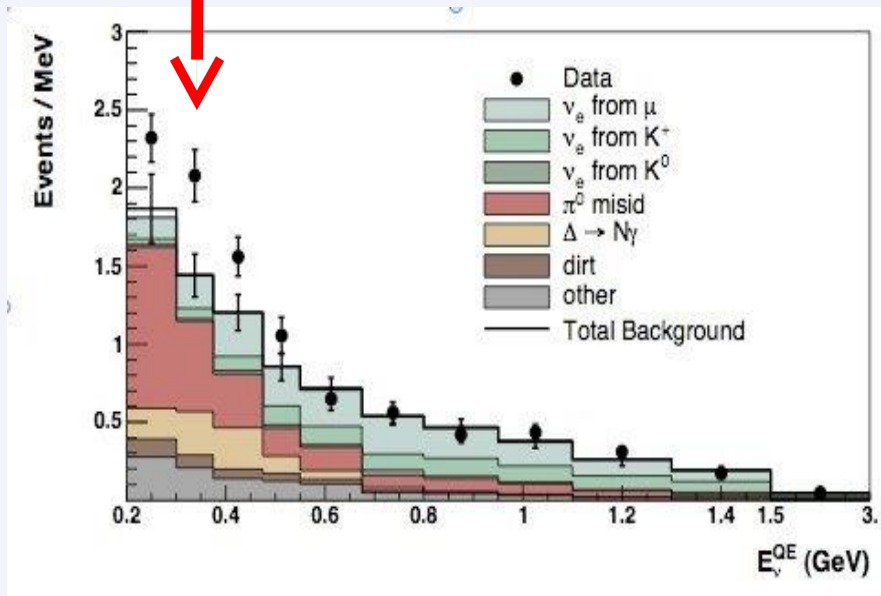 Events / MeV
3
2.5
2
1.5
1
0.5
Data
νe from μ
νe from K⁺
νe from K⁰
π⁰ misid
Δ → Nγ
dirt
other
Total Background
0.2 0.4 0.6 0.8 1 1.2 1.4 1.5 3.
E_ν^QE (GeV)